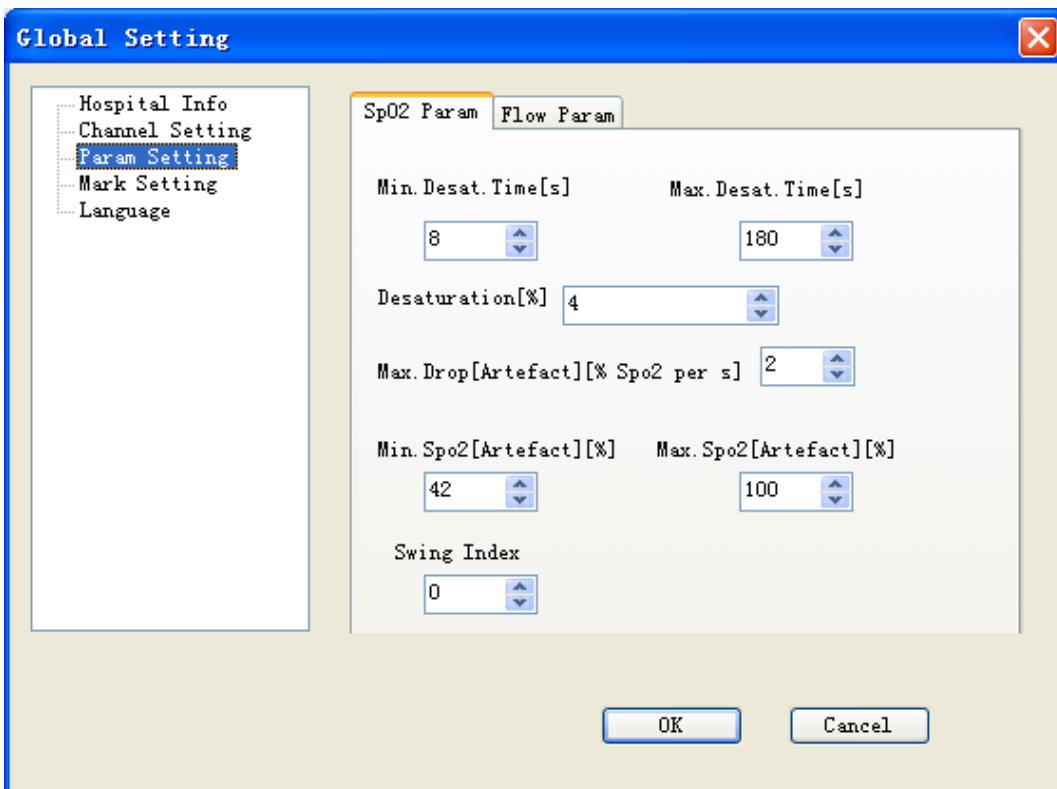 Global Setting
Hospital Info
Channel Setting
Param Setting
Mark Setting
Language
SpO2 Param Flow Param
Min.Desat.Time[s] Max.Desat.Time[s]
8 180
Desaturation[%] 4
Max.Drop[Artefact][% Spo2 per s] 2
Min.Spo2[Artefact][%] Max.Spo2[Artefact][%]
42 100
Swing Index
0
OK Cancel